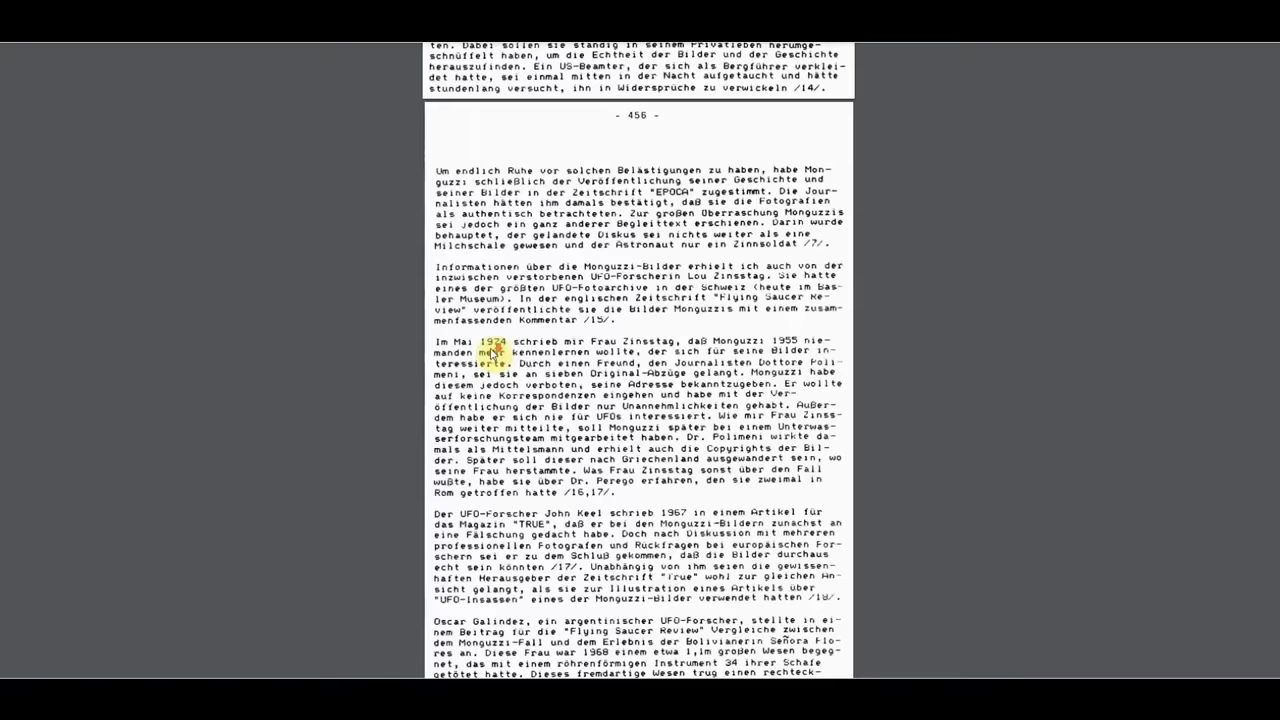 ten. Dabei sollen sie ständig in seinem Privatleben herumge-
schnüffelt haben, um die Echtheit der Bilder und der Geschichte
herauszufinden. Ein US-Beamter, der sich als Bergführer verklei-
det hatte, sei einmal mitten in der Nacht aufgetaucht und hätte
stundenlang versucht, ihn in Widersprüche zu verwickeln /14/.
- 456 -
Um endlich Ruhe vor solchen Belästigungen zu haben, habe Mon-
guzzi schließlich der Veröffentlichung seiner Geschichte und
seiner Bilder in der Zeitschrift "EPOCA" zugestimmt. Die Jour-
nalisten hätten ihm damals bestätigt, daß sie die Fotografien
als authentisch betrachteten. Zur großen Überraschung Monguzzis
sei jedoch ein ganz anderer Begleittext erschienen. Darin wurde
behauptet, der gelandete Diskus sei nichts weiter als eine
Milchschale gewesen und der Astronaut nur ein Zinnsoldat /7/.
Informationen über die Monguzzi-Bilder erhielt ich auch von der
inzwischen verstorbenen UFO-Forscherin Lou Zinsstag. Sie hatte
eines der größten UFO-Fotoarchive in der Schweiz (heute im Bas-
ler Museum). In der englischen Zeitschrift "Flying Saucer Re-
view" veröffentlichte sie die Bilder Monguzzis mit einem zusam-
menfassenden Kommentar /15/.
Im Mai 1974 schrieb mir Frau Zinsstag, daß Monguzzi 1955 nie-
manden mehr kennenlernen wollte, der sich für seine Bilder in-
teressierte. Durch einen Freund, den Journalisten Dottore Poli-
meni, sei sie an sieben Original-Abzüge gelangt. Monguzzi habe
diesem jedoch verboten, seine Adresse bekanntzugeben. Er wollte
auf keine Korrespondenzen eingehen und habe mit der Ver-
öffentlichung der Bilder nur Unannehmlichkeiten gehabt. Außer-
dem habe er sich nie für UFOs interessiert. Wie mir Frau Zinss-
tag weiter mitteilte, soll Monguzzi später bei einem Unterwas-
serforschungsteam mitgearbeitet haben. Dr. Polimeni wirkte da-
mals als Mittelsmann und erhielt auch die Copyrights der Bil-
der. Später soll dieser nach Griechenland ausgewandert sein, wo
seine Frau herstammte. Was Frau Zinsstag sonst über den Fall
wußte, habe sie über Dr. Perego erfahren, den sie zweimal in
Rom getroffen hatte /16,17/.
Der UFO-Forscher John Keel schrieb 1967 in einem Artikel für
das Magazin "TRUE", daß er bei den Monguzzi-Bildern zunächst an
eine Fälschung gedacht habe. Doch nach Diskussion mit mehreren
professionellen Fotografen und Rückfragen bei europäischen For-
schern sei er zu dem Schluß gekommen, daß die Bilder durchaus
echt sein könnten /17/. Unabhängig von ihm seien die gewissen-
haften Herausgeber der Zeitschrift "True" wohl zur gleichen An-
sicht gelangt, als sie zur Illustration eines Artikels über
"UFO-Insassen" eines der Monguzzi-Bilder verwendet hatten /18/.
Oscar Galindez, ein argentinischer UFO-Forscher, stellte in ei-
nem Beitrag für die "Flying Saucer Review" Vergleiche zwischen
dem Monguzzi-Fall und dem Erlebnis der Bolivianerin Señora Flo-
res an. Diese Frau war 1968 einem etwa 1,1m großen Wesen begeg-
net, das mit einem röhrenförmigen Instrument 34 ihrer Schafe
getötet hatte. Dieses fremdartige Wesen trug einen rechteck-